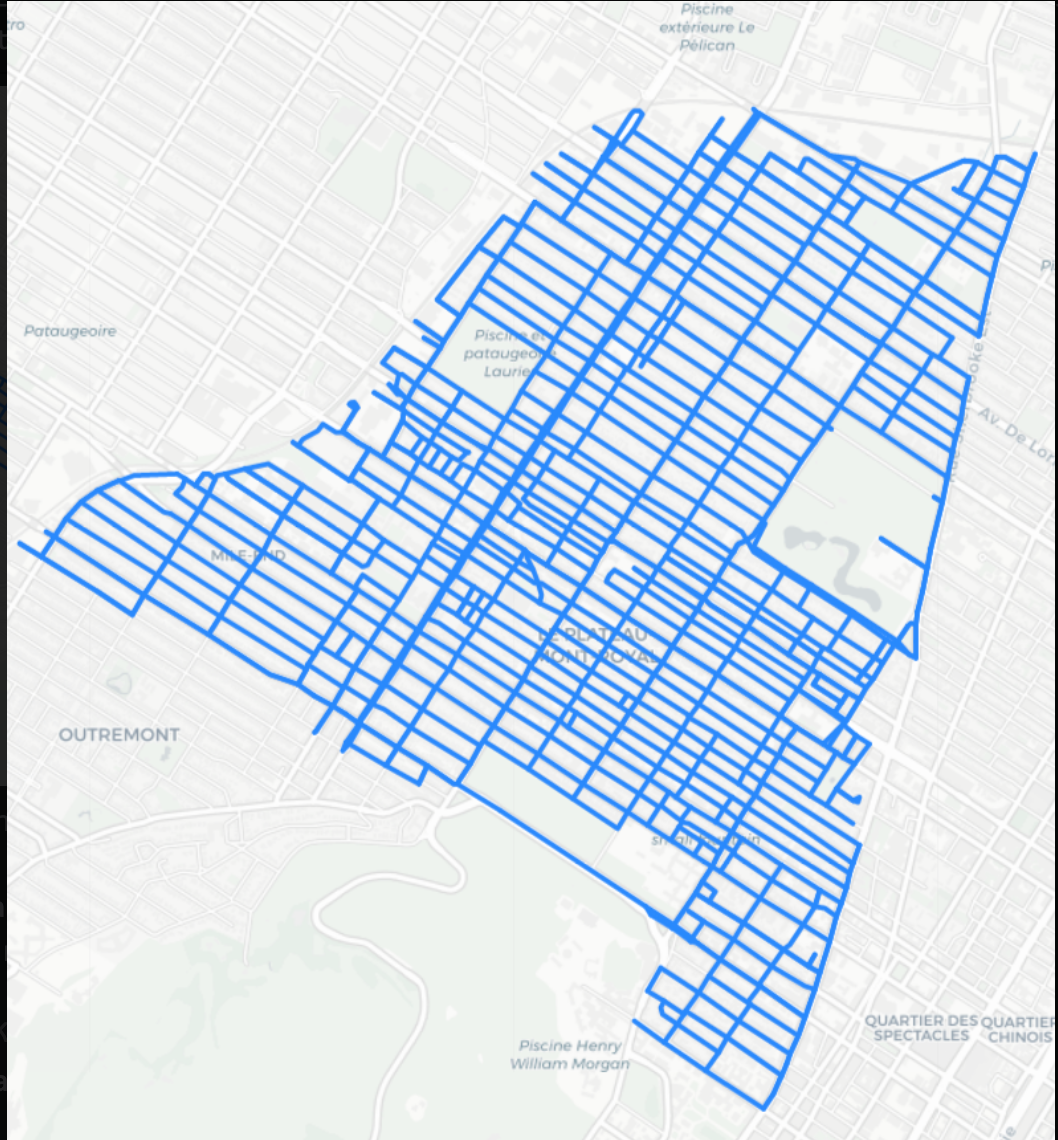 Piscine
extérieure Le
Pélican
tro
Pi
Pataugeoire
Piscine et
pataugeoire
Laurier
Av. De Lor
MILE-END
LE PLATEAU
MONT-ROYAL
OUTREMONT
QUARTIER DES
SPECTACLES
QUARTIER
CHINOIS
Piscine Henry
William Morgan